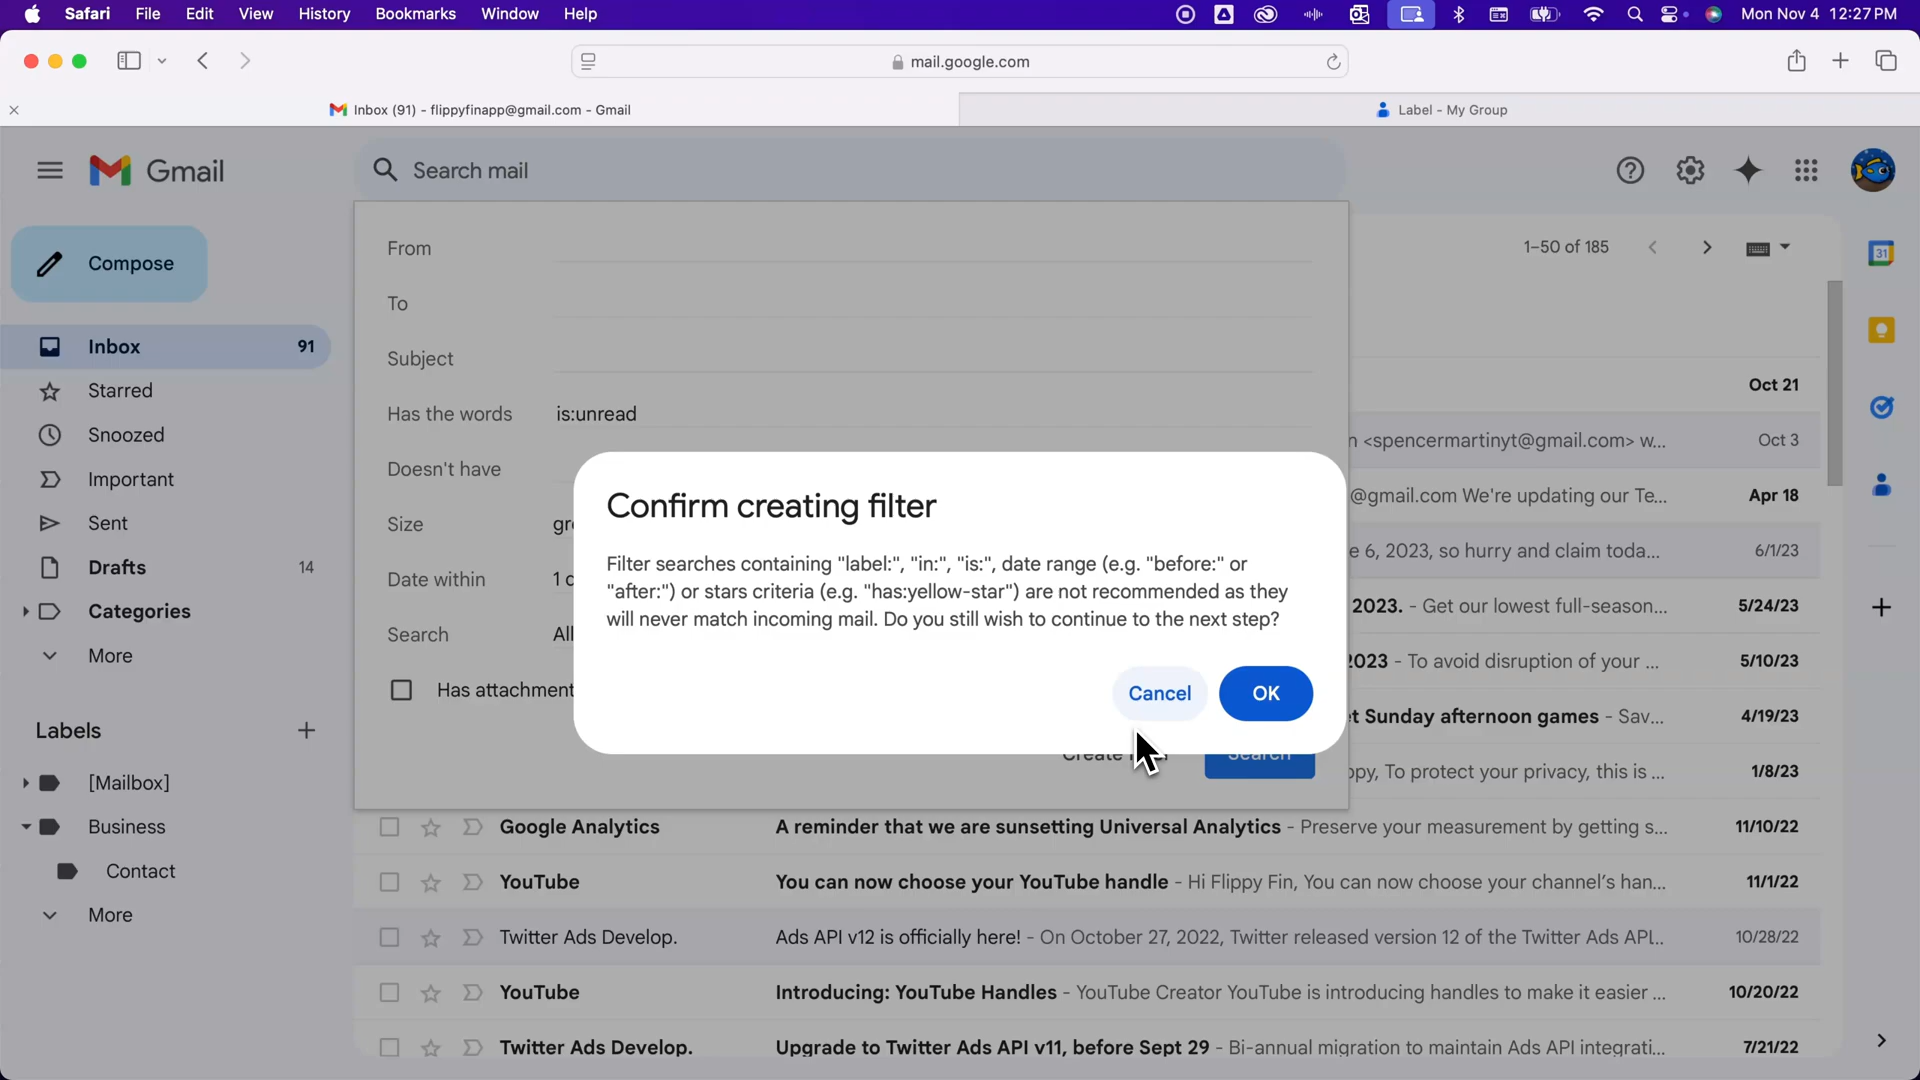 Safari File Edit View History Bookmarks Window Help Mon Nov 4 12:27 PM
mail.google.com
Inbox (91) - flippyfinapp@gmail.com - Gmail
Label - My Group
Gmail
Search mail
Compose
Inbox 91
Starred
Snoozed
Important
Sent
Drafts 14
Categories
More
Labels
[Mailbox]
Business
Contact
More
From
To
Subject
Has the words is:unread
Doesn't have
Size
Date within
Search
Has attachment
Search
Confirm creating filter
Filter searches containing "label:", "in:", "is:", date range (e.g. "before:" or
"after:") or stars criteria (e.g. "has:yellow-star") are not recommended as they
will never match incoming mail. Do you still wish to continue to the next step?
Cancel
OK
1–50 of 185
Oct 21
<spencermartinyt@gmail.com> w... Oct 3
@gmail.com We're updating our Te... Apr 18
6, 2023, so hurry and claim toda... 6/1/23
2023. - Get our lowest full-season... 5/24/23
2023 - To avoid disruption of your ... 5/10/23
Sunday afternoon games - Sav... 4/19/23
To protect your privacy, this is ... 1/8/23
Google Analytics A reminder that we are sunsetting Universal Analytics - Preserve your measurement by getting s... 11/10/22
YouTube You can now choose your YouTube handle - Hi Flippy Fin, You can now choose your channel's han... 11/1/22
Twitter Ads Develop. Ads API v12 is officially here! - On October 27, 2022, Twitter released version 12 of the Twitter Ads API... 10/28/22
YouTube Introducing: YouTube Handles - YouTube Creator YouTube is introducing handles to make it easier ... 10/20/22
Twitter Ads Develop. Upgrade to Twitter Ads API v11, before Sept 29 - Bi-annual migration to maintain Ads API integrati... 7/21/22
31